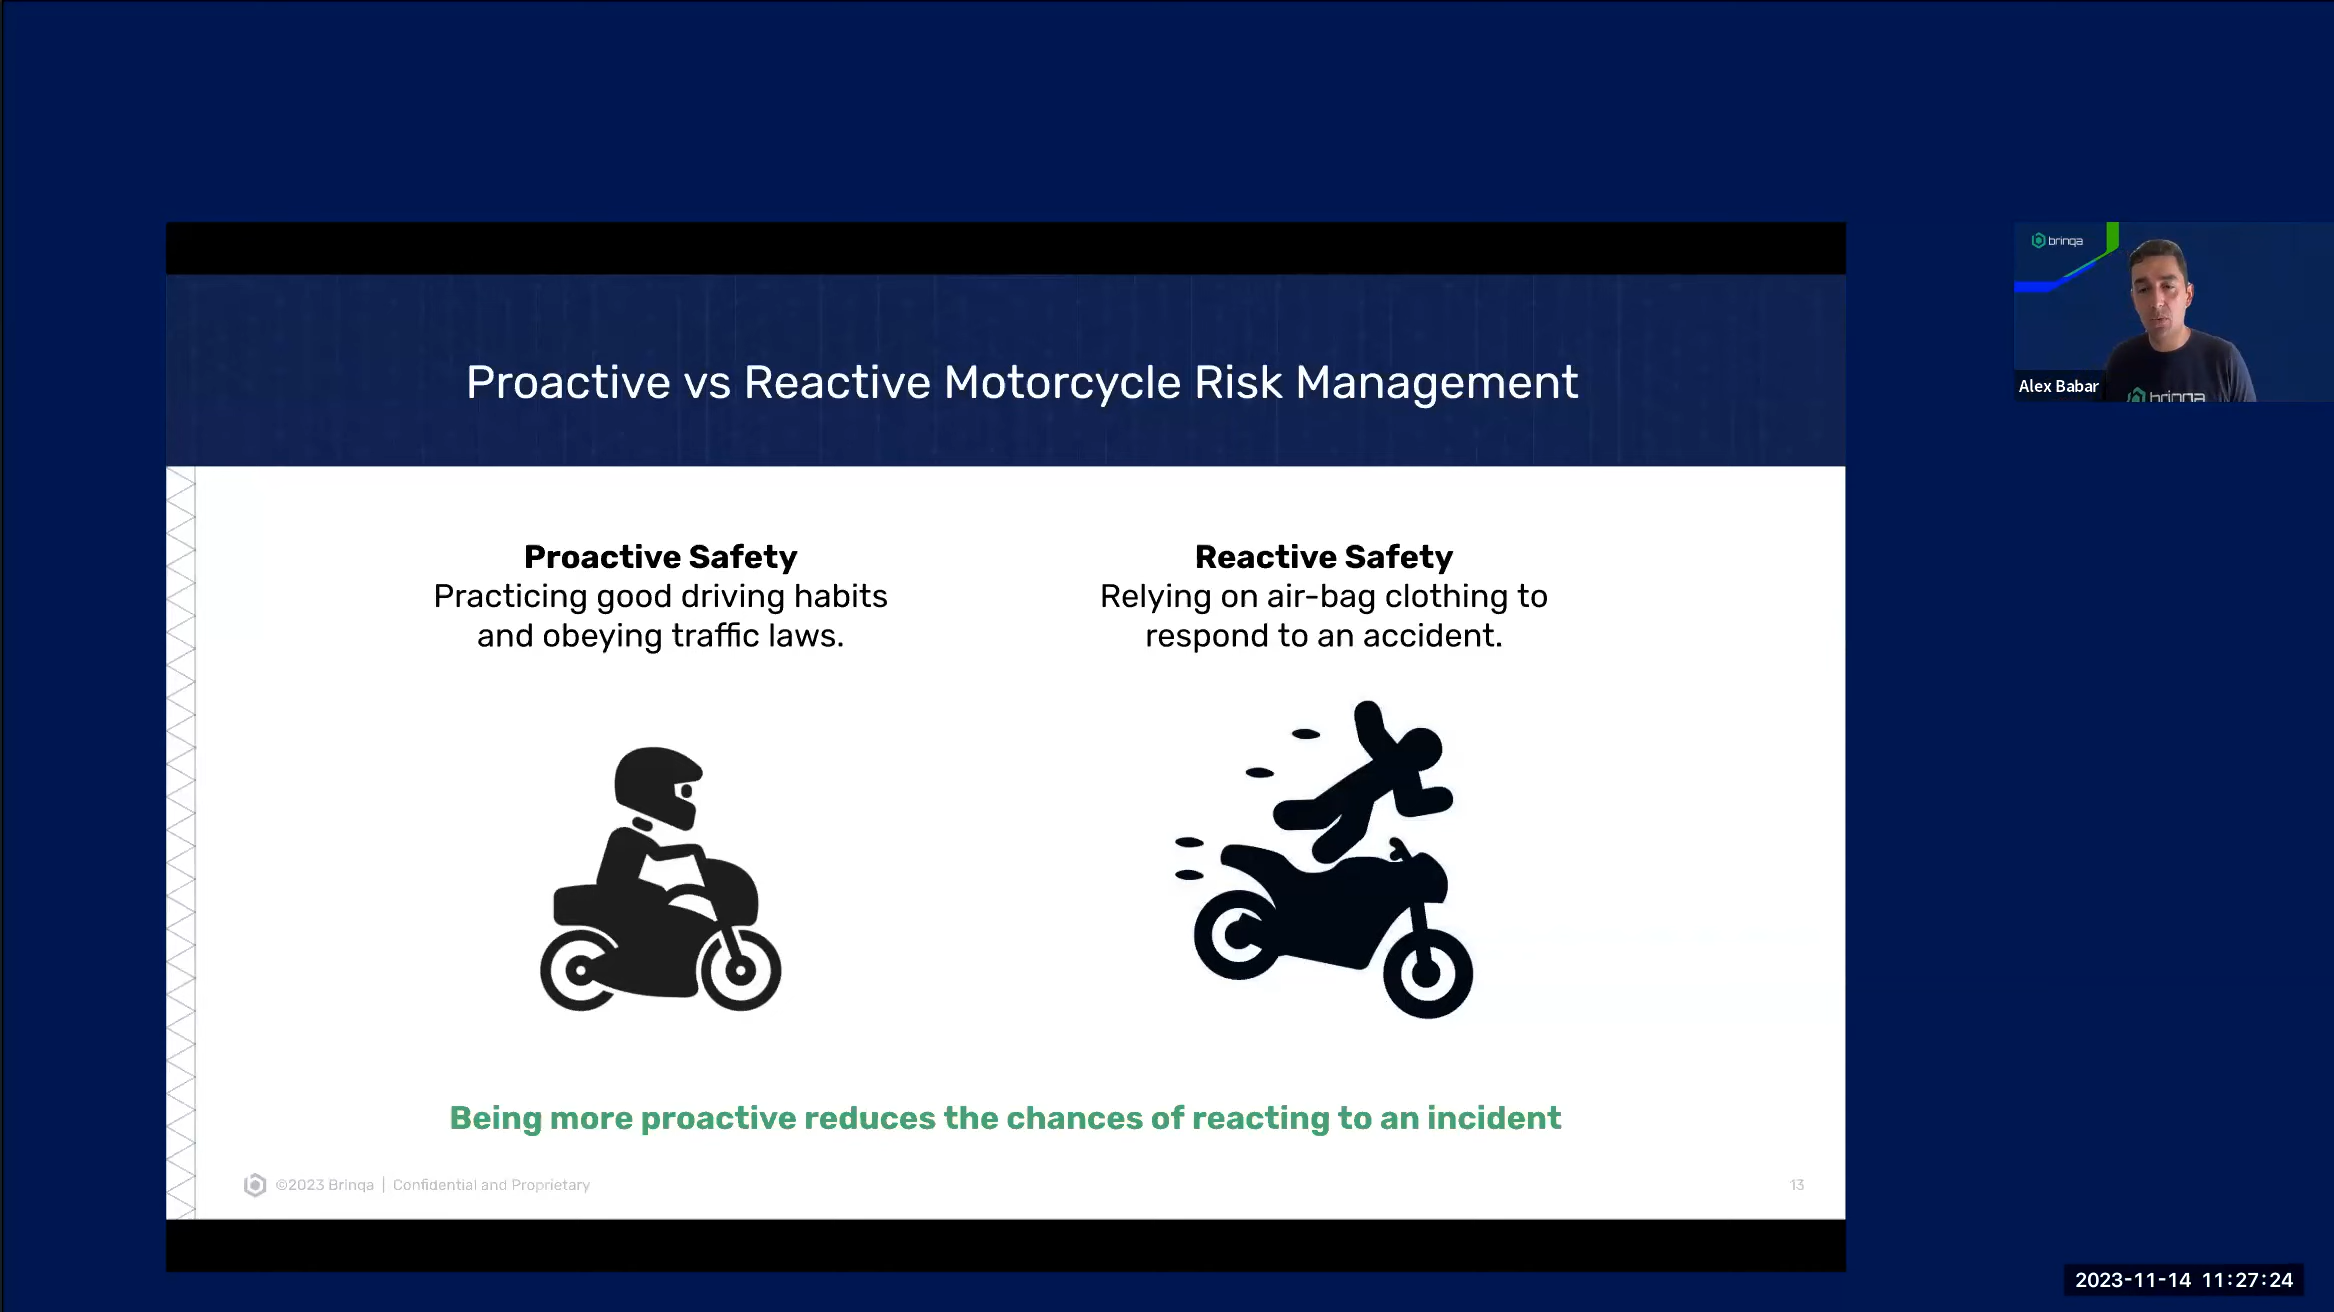 Proactive vs Reactive Motorcycle Risk Management
Proactive Safety
Practicing good driving habits
and obeying traffic laws.
Reactive Safety
Relying on air-bag clothing to
respond to an accident.
Being more proactive reduces the chances of reacting to an incident
©2023 Brinqa | Confidential and Proprietary
13
brinqa
Alex Babar
brinqa
2023-11-14 11:27:24